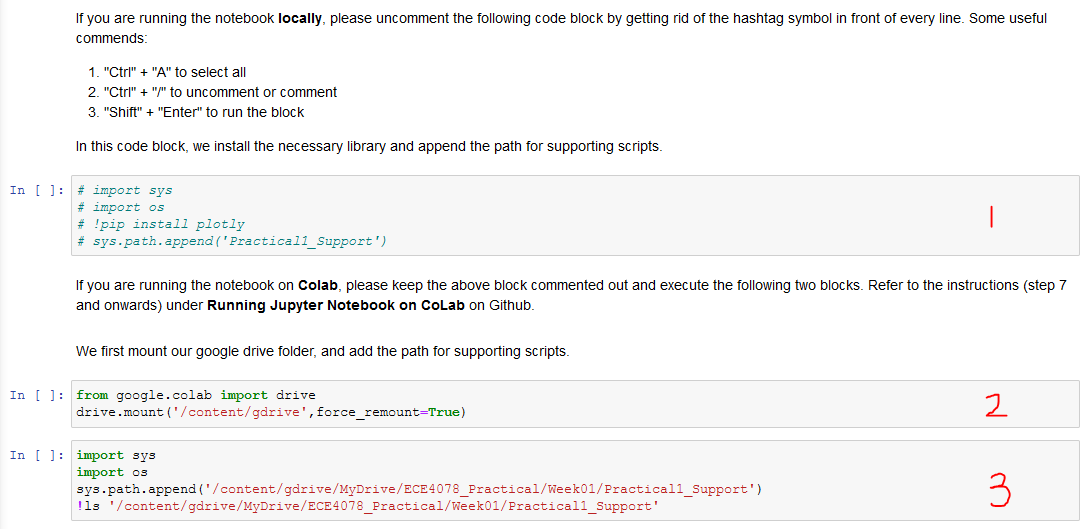 If you are running the notebook locally, please uncomment the following code block by getting rid of the hashtag symbol in front of every line. Some useful
commends:
1. "Ctrl" + "A" to select all
2. "Ctrl" + "/" to uncomment or comment
3. "Shift" + "Enter" to run the block
In this code block, we install the necessary library and append the path for supporting scripts.
In [ ]: # import sys
# import os
# !pip install plotly
# sys.path.append('Practical1_Support')
1
If you are running the notebook on Colab, please keep the above block commented out and execute the following two blocks. Refer to the instructions (step 7
and onwards) under Running Jupyter Notebook on CoLab on Github.
We first mount our google drive folder, and add the path for supporting scripts.
In [ ]: from google.colab import drive
drive.mount('/content/gdrive',force_remount=True)
2
In [ ]: import sys
import os
sys.path.append('/content/gdrive/MyDrive/ECE4078_Practical/Week01/Practical1_Support')
!ls '/content/gdrive/MyDrive/ECE4078_Practical/Week01/Practical1_Support'
3